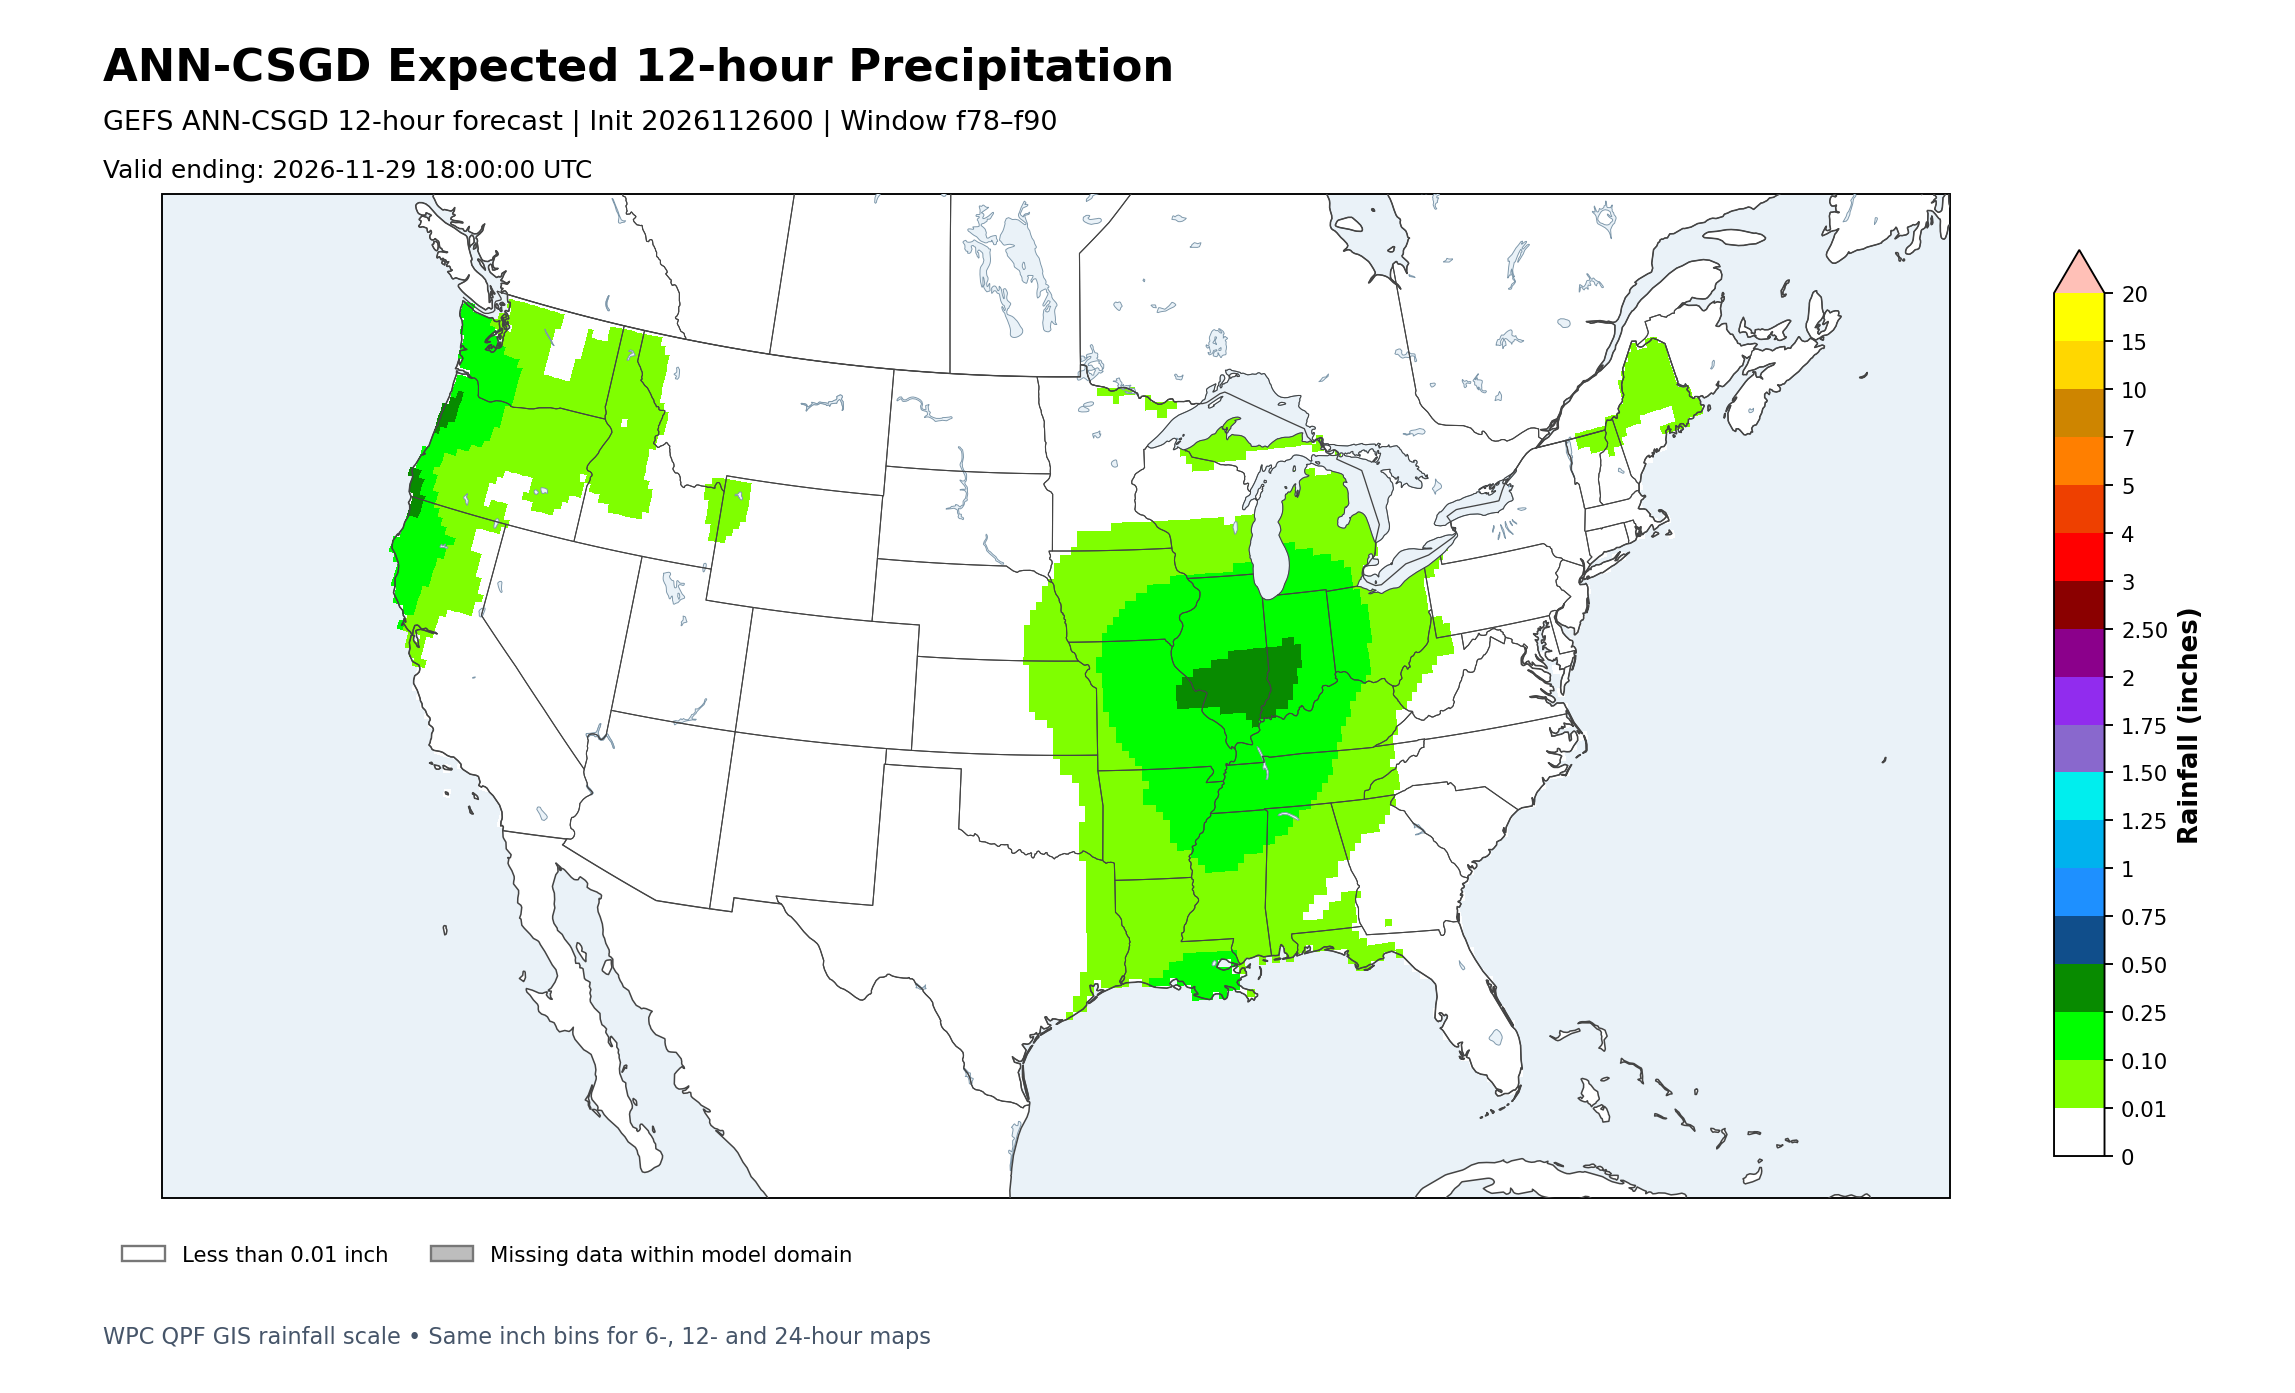 ANN-CSGD Expected 12-hour Precipitation
GEFS ANN-CSGD 12-hour forecast | Init 2026112600 | Window f78–f90
Valid ending: 2026-11-29 18:00:00 UTC
20
15
10
7
5
4
3
2.50
2
1.75
1.50
1.25
1
0.75
0.50
0.25
0.10
0.01
0
Rainfall (inches)
Less than 0.01 inch
Missing data within model domain
WPC QPF GIS rainfall scale • Same inch bins for 6-, 12- and 24-hour maps